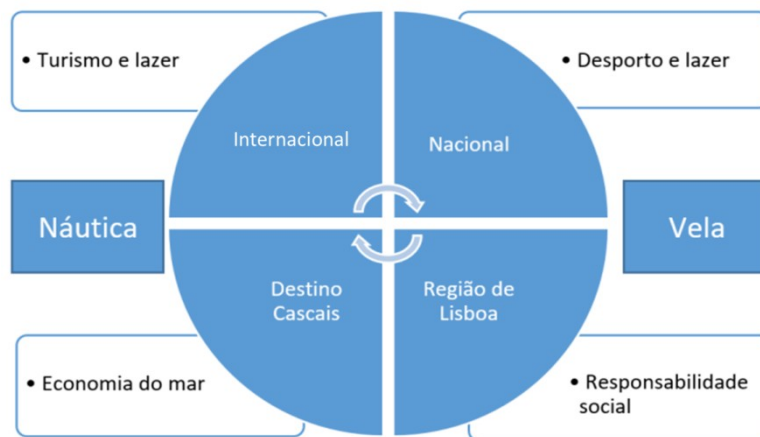 • Turismo e lazer
• Desporto e lazer
Internacional
Nacional
Náutica
Vela
Destino
Cascais
Região de
Lisboa
• Economia do mar
• Responsabilidade
social